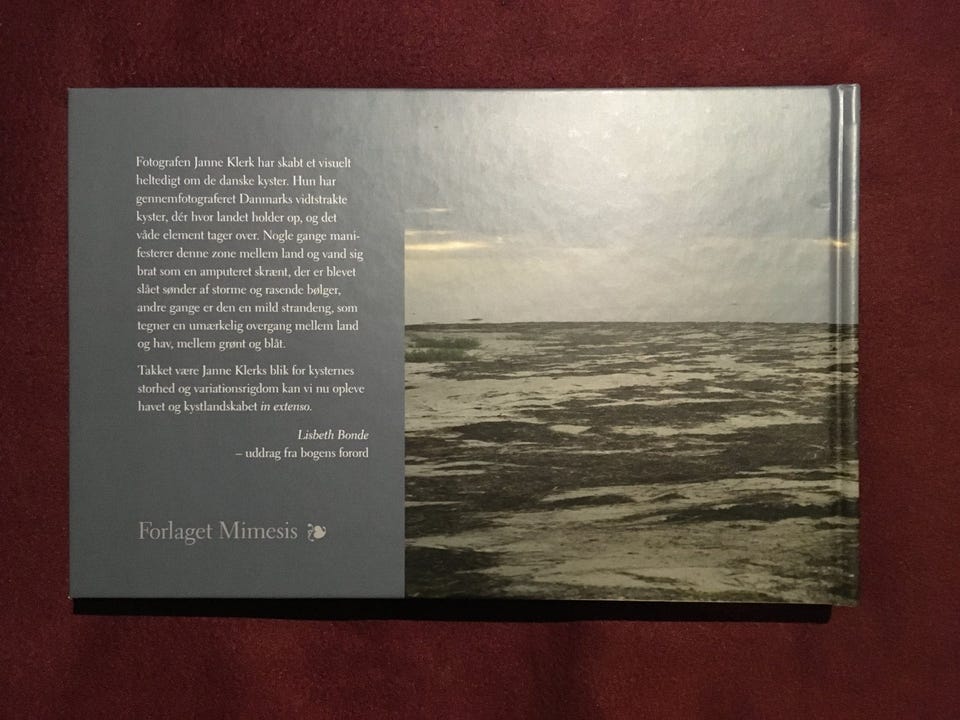 Fotografen Janne Klerk har skabt et visuelt
heltedigt om de danske kyster. Hun har
gennemfotograferet Danmarks vidtstrakte
kyster, dér hvor landet holder op, og det
våde element tager over. Nogle gange mani-
festerer denne zone mellem land og vand sig
brat som en amputeret skrænt, der er blevet
slået sønder af storme og rasende bølger,
andre gange er den en mild strandeng, som
tegner en umærkelig overgang mellem land
og hav, mellem grønt og blåt.
Takket være Janne Klerks blik for kysternes
storhed og variationsrigdom kan vi nu opleve
havet og kystlandskabet in extenso.
Lisbeth Bonde
– uddrag fra bogens forord
Forlaget Mimesis